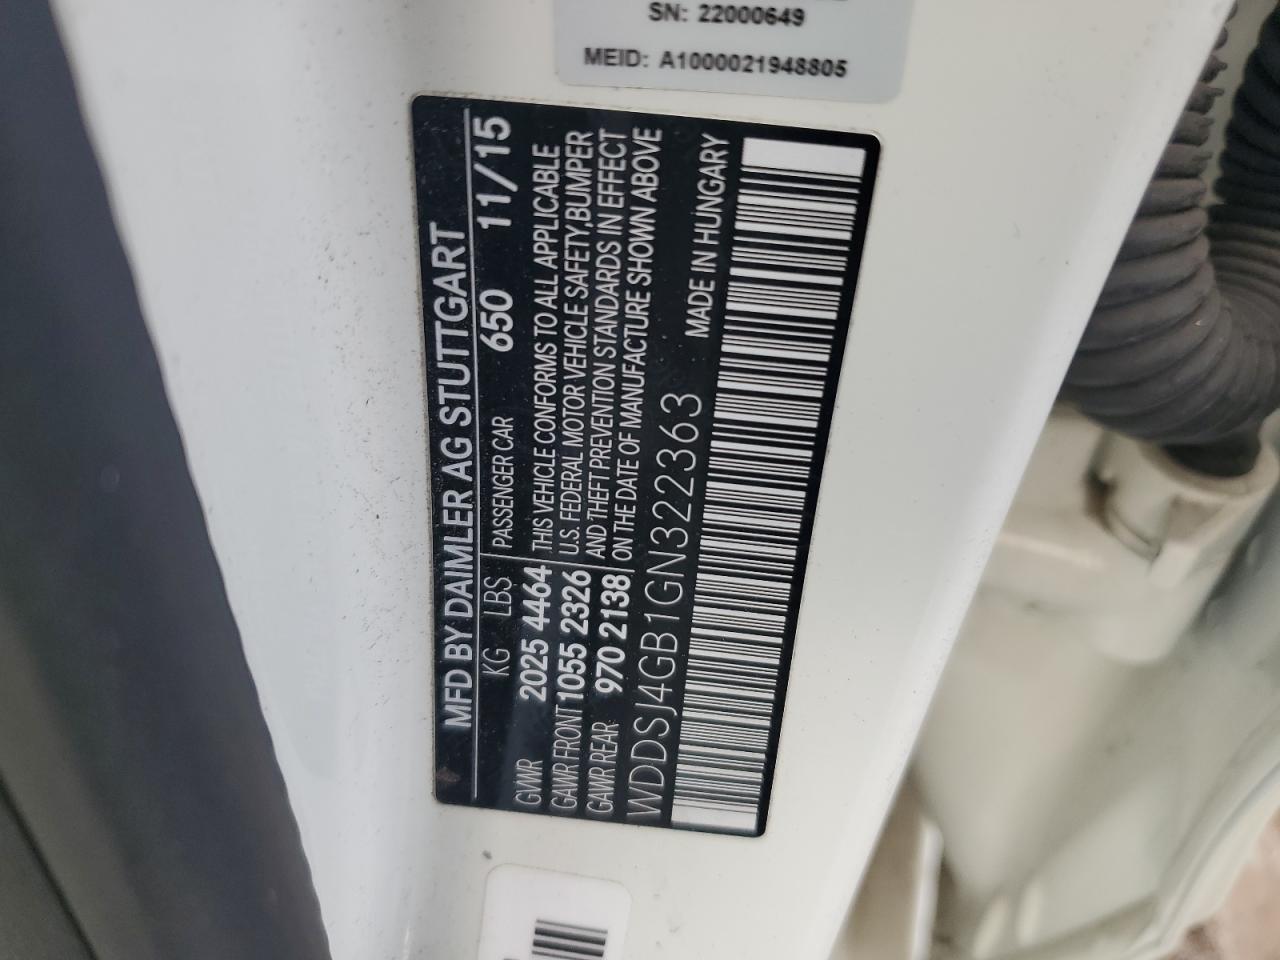 SN: 22000649
MEID: A1000021948805
MFD BY DAIMLER AG STUTTGART
KG LBS PASSENGER CAR 650 11/15
GVWR 2025 4464 THIS VEHICLE CONFORMS TO ALL APPLICABLE
GAWR FRONT 1055 2326 U.S. FEDERAL MOTOR VEHICLE SAFETY,BUMPER
GAWR REAR 970 2138 AND THEFT PREVENTION STANDARDS IN EFFECT
ON THE DATE OF MANUFACTURE SHOWN ABOVE
WDDSJ4GB1GN322363 MADE IN HUNGARY